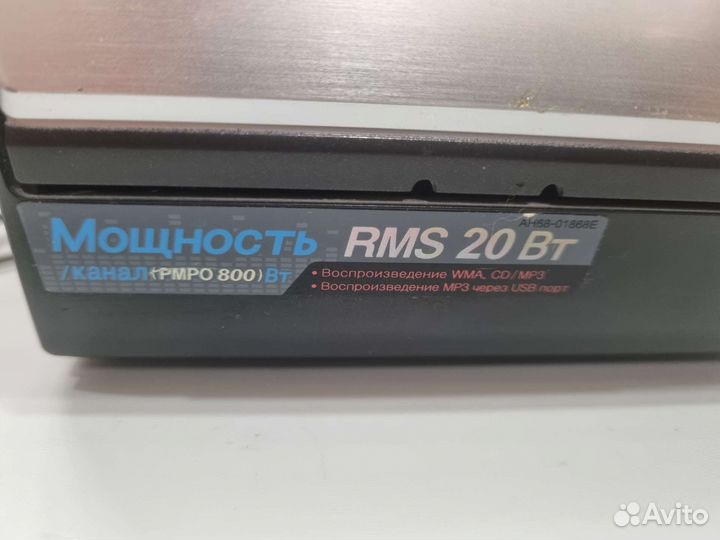 AH68-01868E
Мощность RMS 20 Вт
/канал (PMPO 800) Вт
• Воспроизведение WMA, CD/MP3
• Воспроизведение MP3 через USB порт
Avito